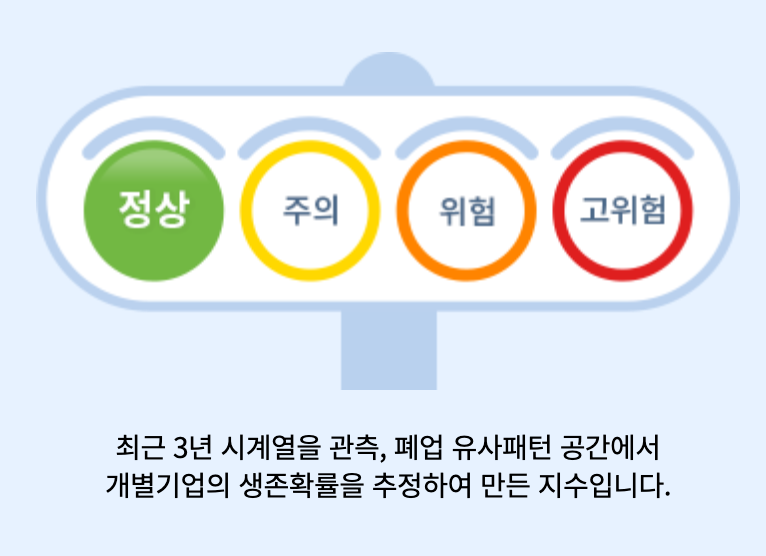 정상 주의 위험 고위험
최근 3년 시계열을 관측, 폐업 유사패턴 공간에서
개별기업의 생존확률을 추정하여 만든 지수입니다.